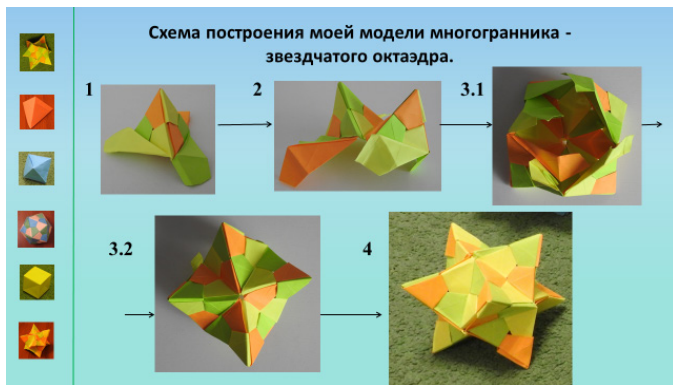 Схема построения моей модели многогранника -
звездчатого октаэдра.
1
2
3.1
3.2
4